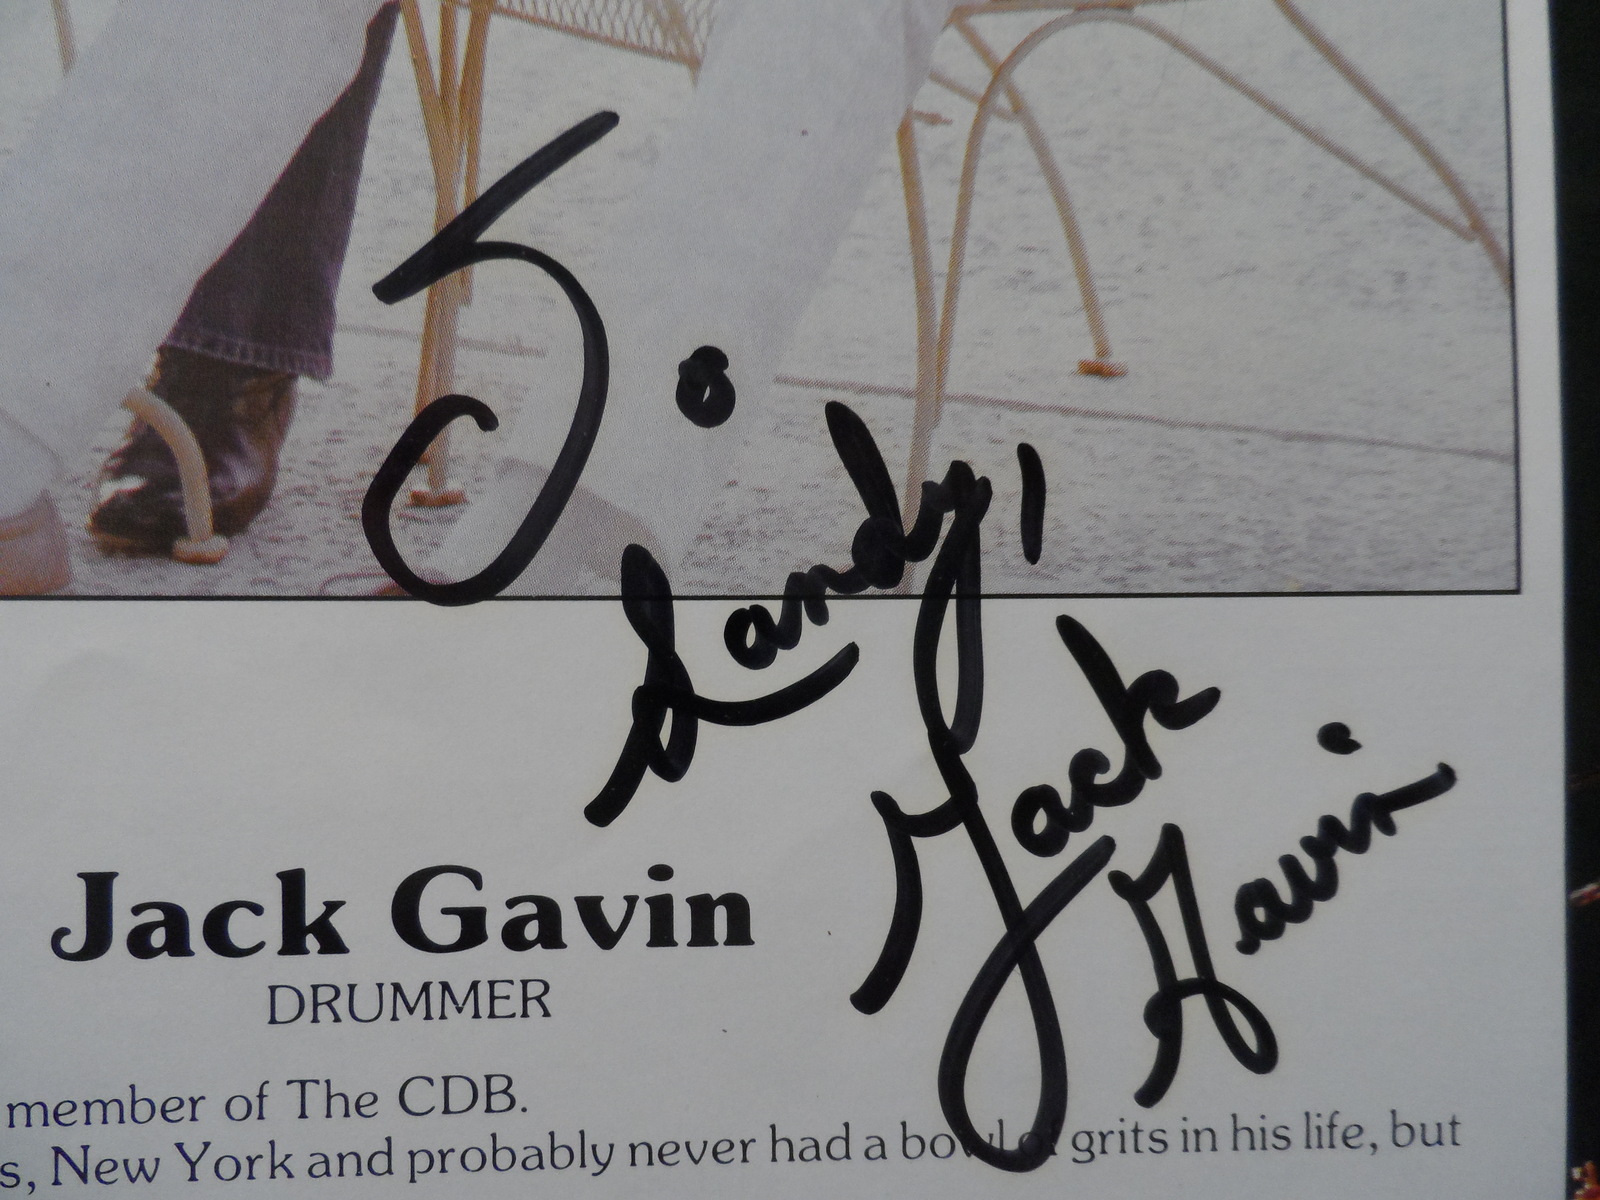 To Sandy,
Jack Gavin
Jack Gavin
DRUMMER
member of The CDB.
s, New York and probably never had a bowl of grits in his life, but